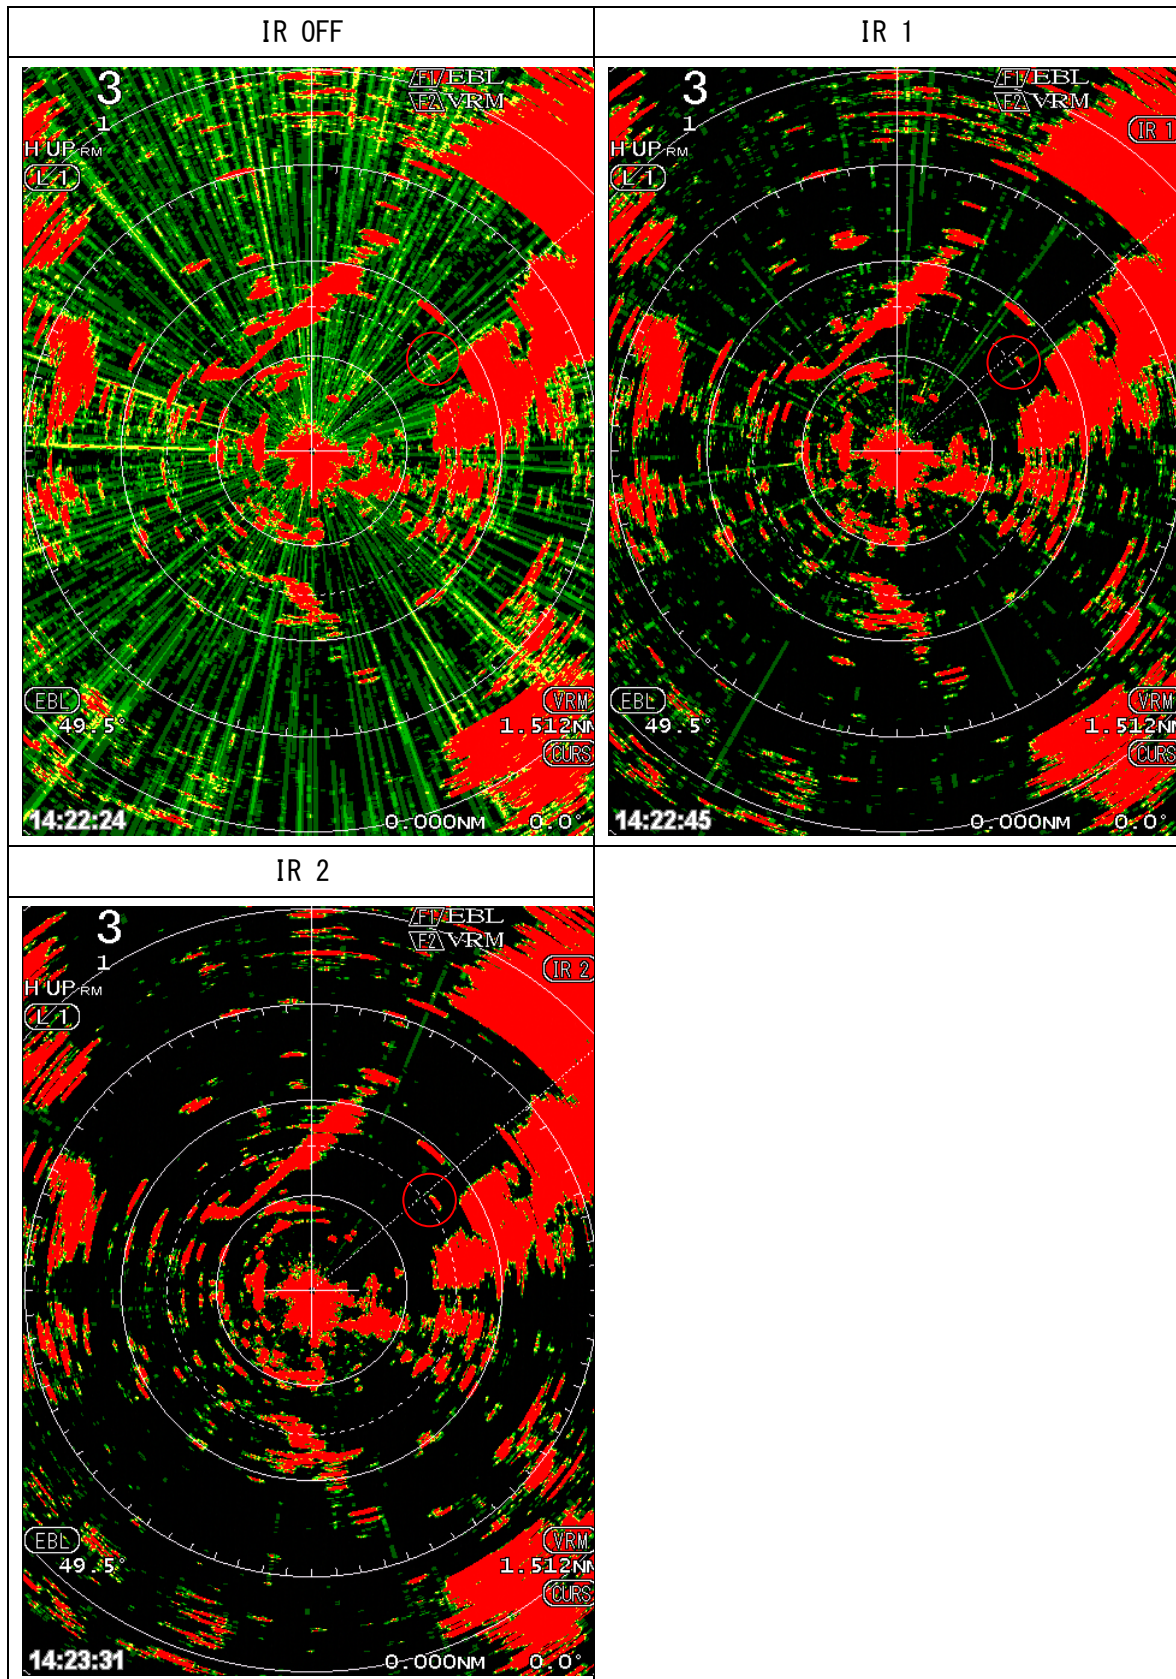 IR OFF
IR 1
3
F1 EBL
F2 VRM
1
H UP RM
L/1
EBL
49.5°
VRM
1.512NM
CURS
14:22:24
0.000NM 0.0°
3
F1 EBL
F2 VRM
1
IR 1
H UP RM
L/1
EBL
49.5°
VRM
1.512NM
CURS
14:22:45
0.000NM 0.0°
IR 2
3
F1 EBL
F2 VRM
1
IR 2
H UP RM
L/1
EBL
49.5°
VRM
1.512NM
CURS
14:23:31
0.000NM 0.0°